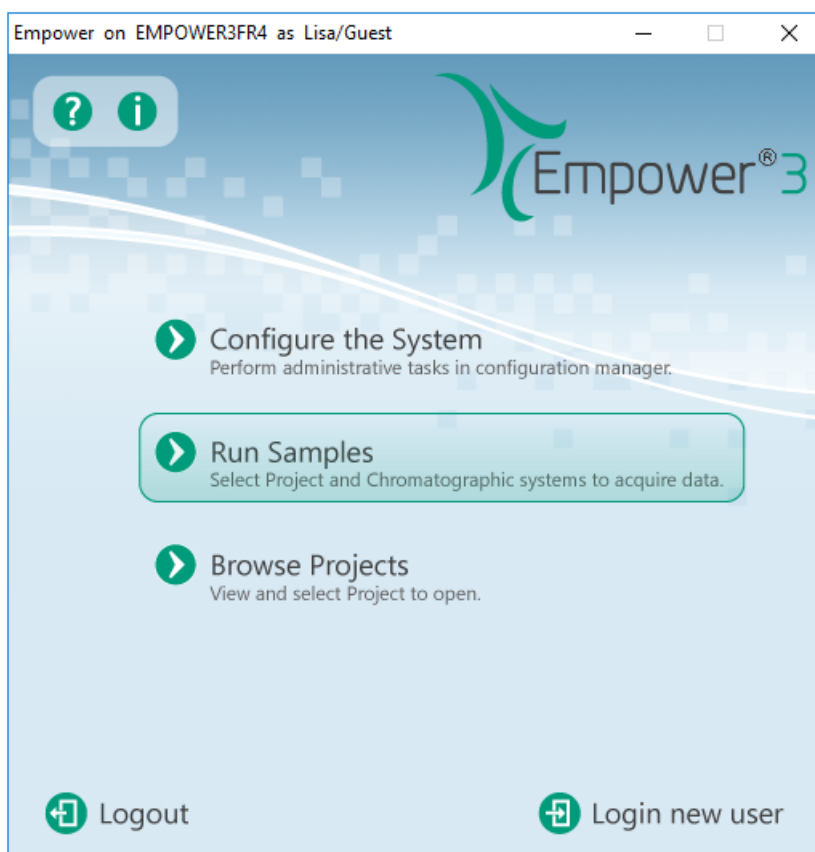 Empower on EMPOWER3FR4 as Lisa/Guest
? i
Empower®3
Configure the System
Perform administrative tasks in configuration manager.
Run Samples
Select Project and Chromatographic systems to acquire data.
Browse Projects
View and select Project to open.
Logout
Login new user